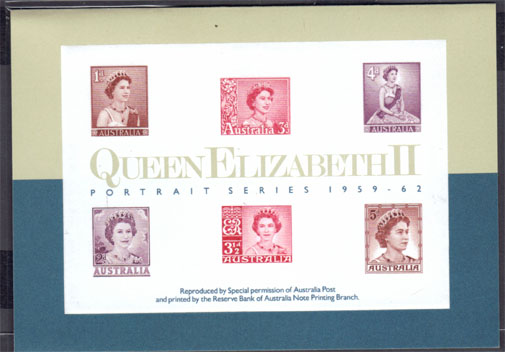 1d
AUSTRALIA
Australia 3d
4d
AUSTRALIA
QUEEN ELIZABETH II
PORTRAIT SERIES 1959-62
2d
AUSTRALIA
3½d
AUSTRALIA
5d
AUSTRALIA
Reproduced by Special permission of Australia Post
and printed by the Reserve Bank of Australia Note Printing Branch.